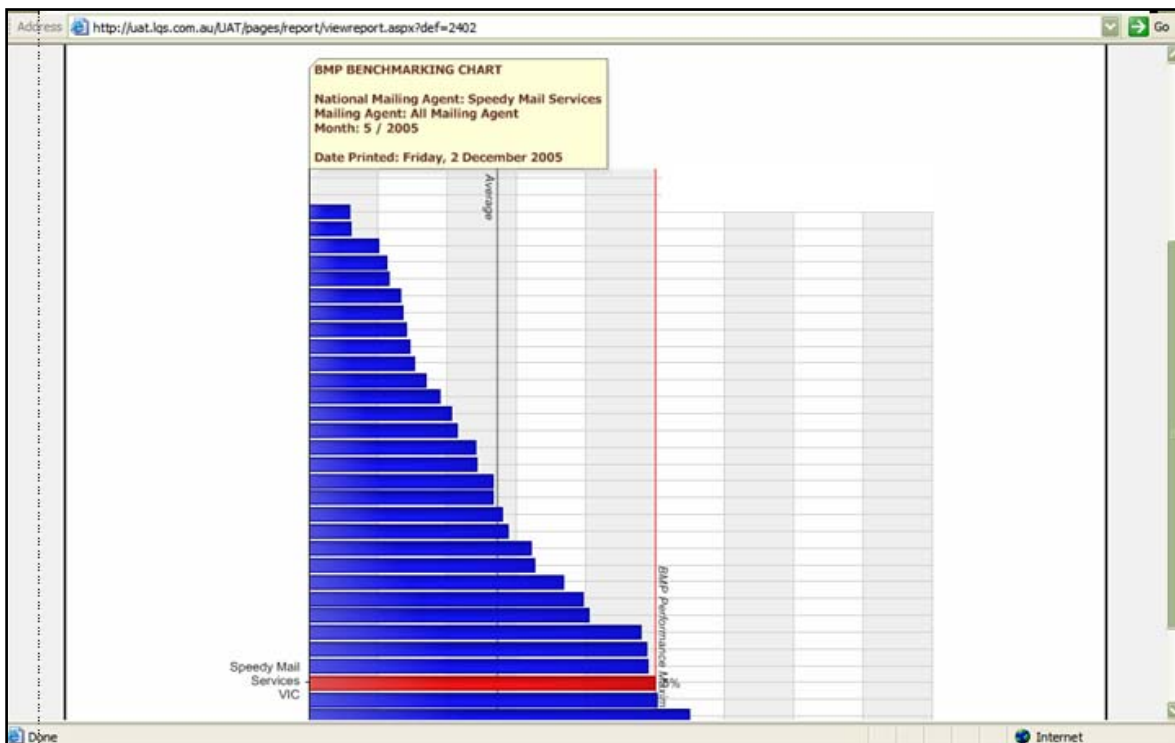 Address http://uat.lqs.com.au/UAT/pages/report/viewreport.aspx?def=2402 Go
BMP BENCHMARKING CHART
National Mailing Agent: Speedy Mail Services
Mailing Agent: All Mailing Agent
Month: 5 / 2005
Date Printed: Friday, 2 December 2005
Average
BMP Performance Maxim
Speedy Mail
Services
VIC
Done Internet